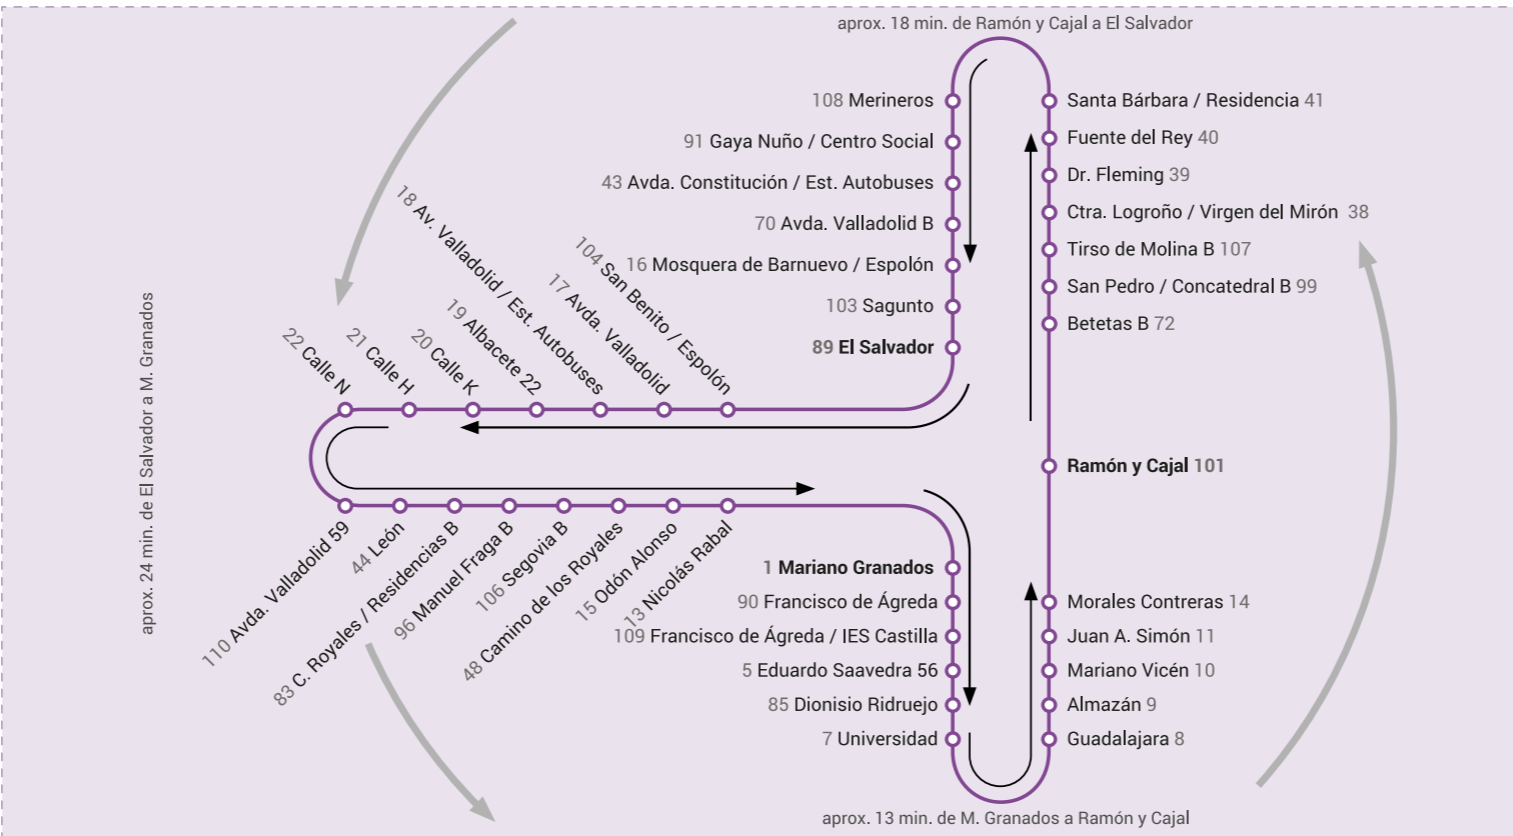 aprox. 18 min. de Ramón y Cajal a El Salvador
108 Merineros
91 Gaya Nuño / Centro Social
43 Avda. Constitución / Est. Autobuses
70 Avda. Valladolid B
16 Mosquera de Barnuevo / Espolón
103 Sagunto
89 El Salvador
Santa Bárbara / Residencia 41
Fuente del Rey 40
Dr. Fleming 39
Ctra. Logroño / Virgen del Mirón 38
Tirso de Molina B 107
San Pedro / Concatedral B 99
Betetas B 72
Ramón y Cajal 101
aprox. 24 min. de El Salvador a M. Granados
22 Calle N
21 Calle H
20 Calle K
19 Albacete 22
18 Av. Valladolid / Est. Autobuses
17 Avda. Valladolid
104 San Benito / Espolón
110 Avda. Valladolid 59
44 León
83 C. Royales / Residencias B
96 Manuel Fraga B
106 Segovia B
48 Camino de los Royales
15 Odón Alonso
13 Nicolás Rabal
1 Mariano Granados
90 Francisco de Ágreda
109 Francisco de Ágreda / IES Castilla
5 Eduardo Saavedra 56
85 Dionisio Ridruejo
7 Universidad
Morales Contreras 14
Juan A. Simón 11
Mariano Vicén 10
Almazán 9
Guadalajara 8
aprox. 13 min. de M. Granados a Ramón y Cajal